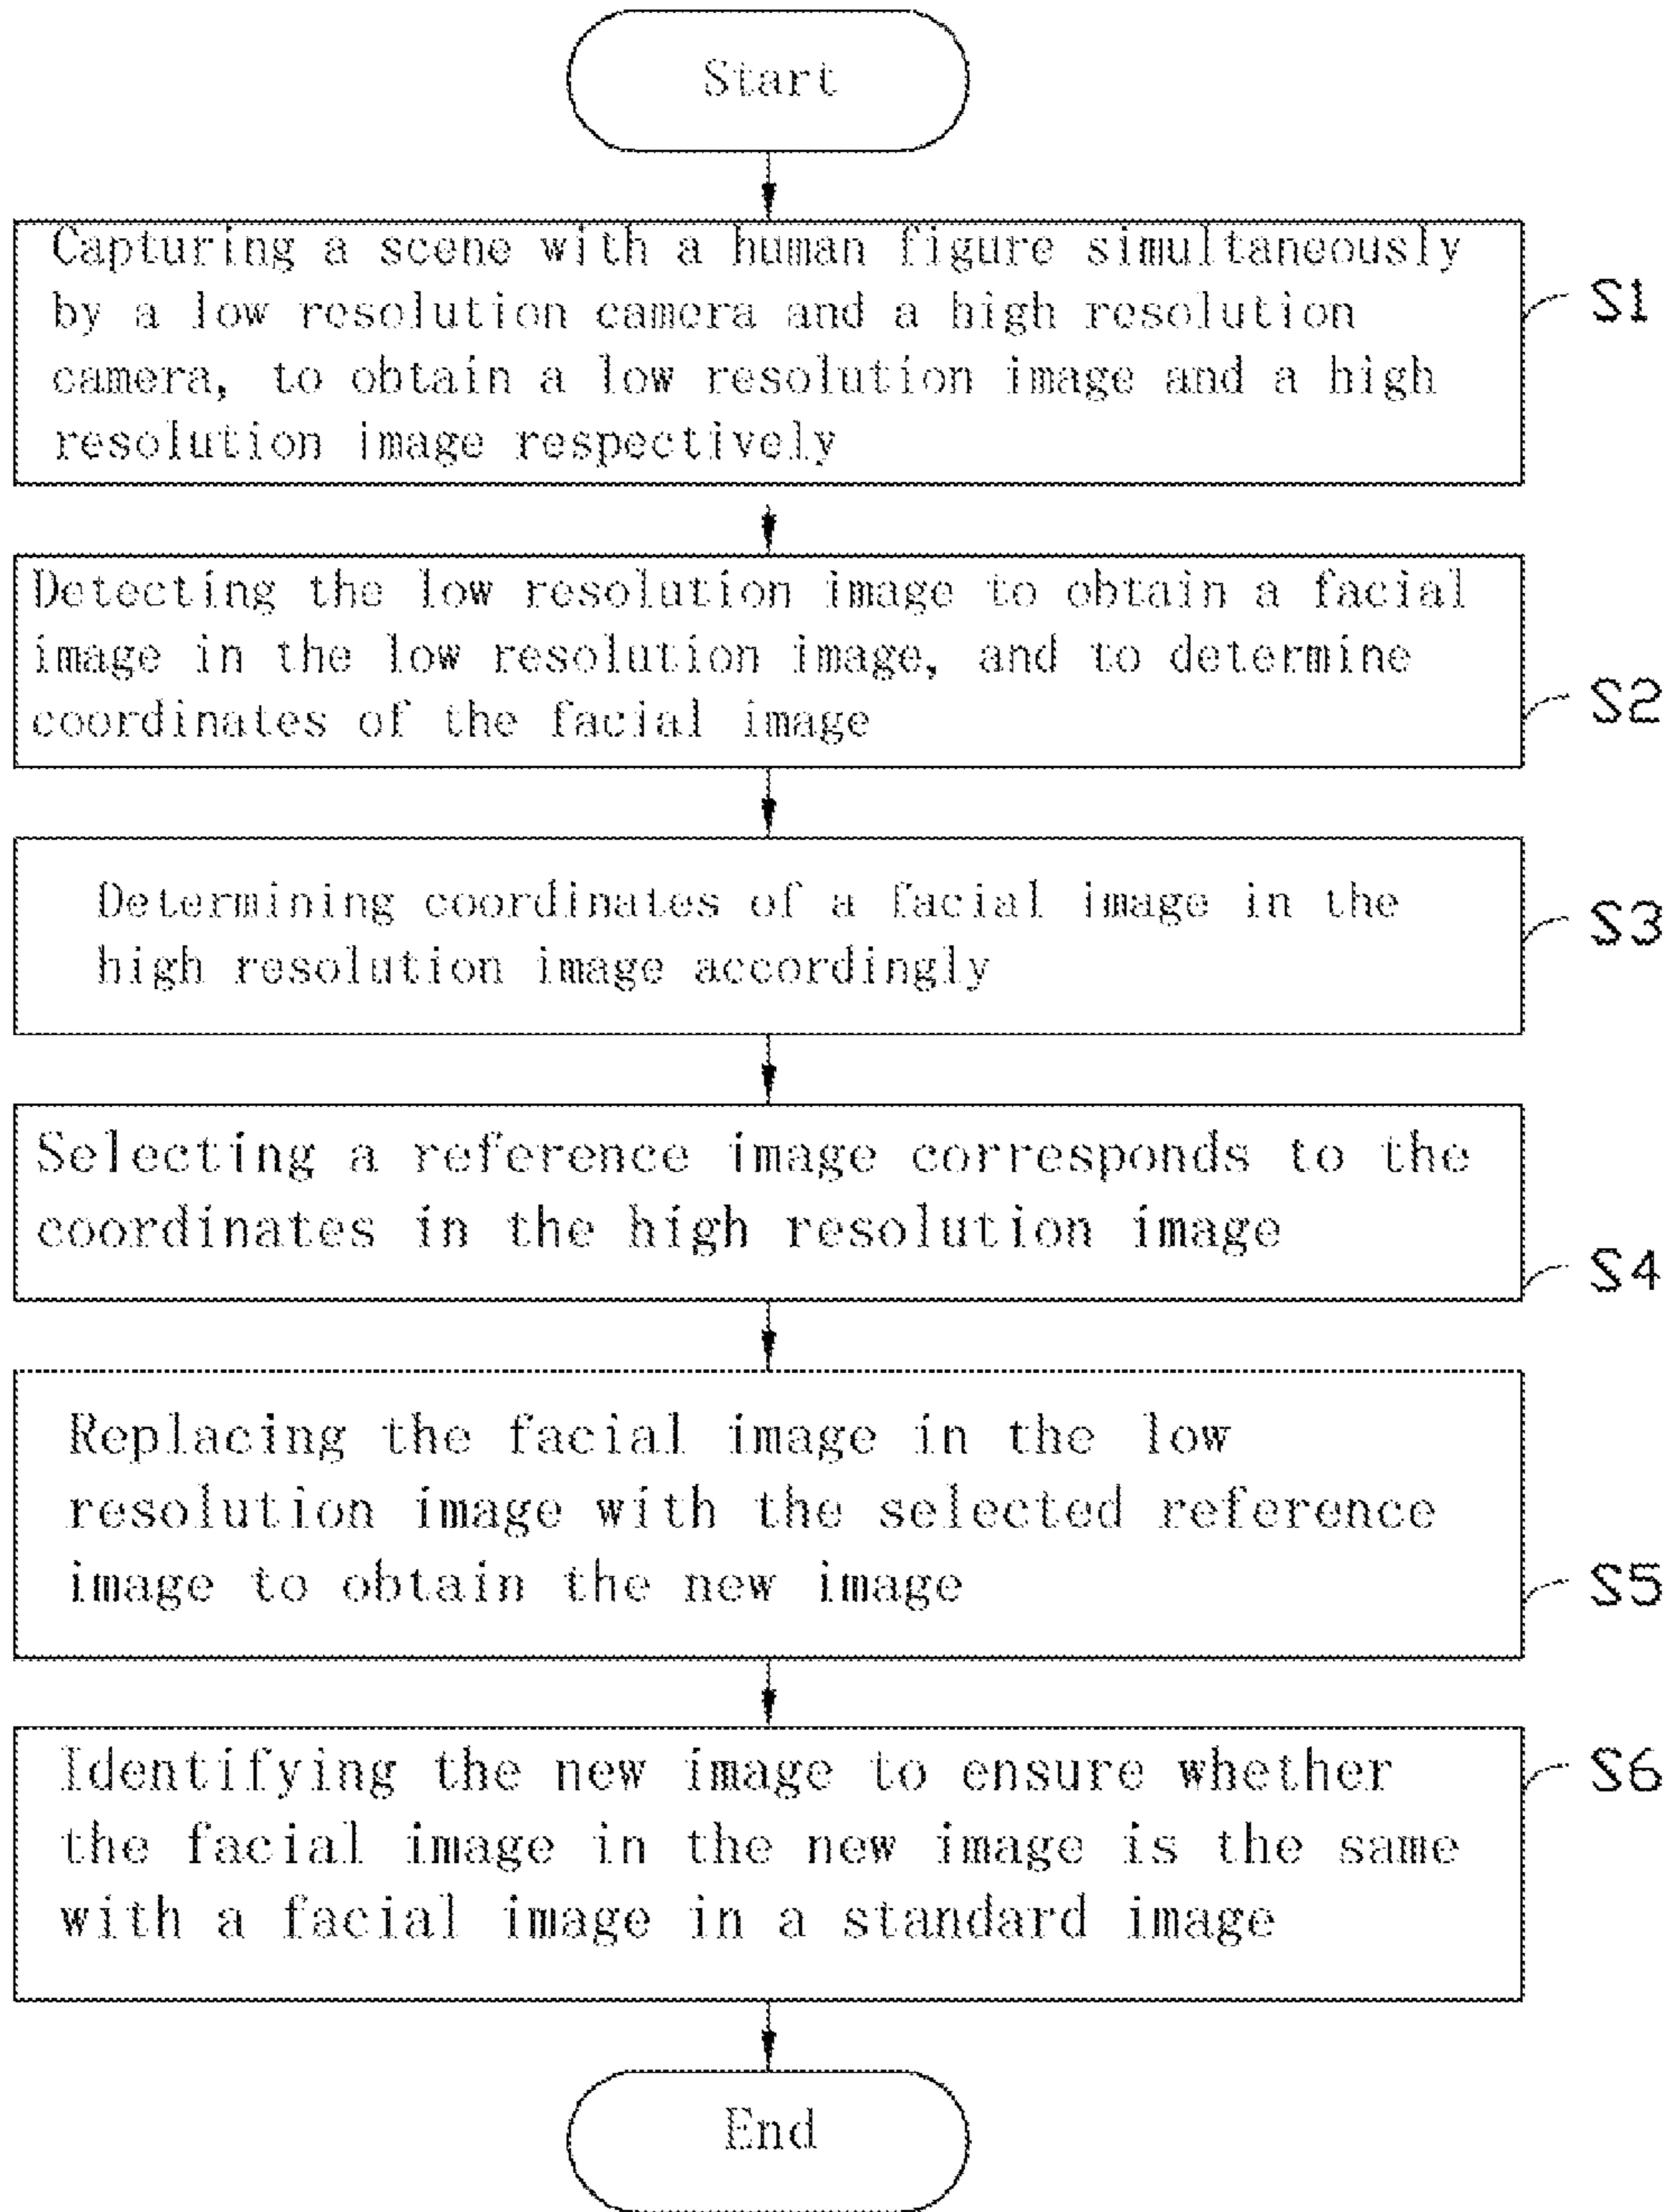 Start
Capturing a scene with a human figure simultaneously
by a low resolution camera and a high resolution
camera, to obtain a low resolution image and a high
resolution image respectively
S1
Detecting the low resolution image to obtain a facial
image in the low resolution image, and to determine
coordinates of the facial image
S2
Determining coordinates of a facial image in the
high resolution image accordingly
S3
Selecting a reference image corresponds to the
coordinates in the high resolution image
S4
Replacing the facial image in the low
resolution image with the selected reference
image to obtain the new image
S5
Identifying the new image to ensure whether
the facial image in the new image is the same
with a facial image in a standard image
S6
End